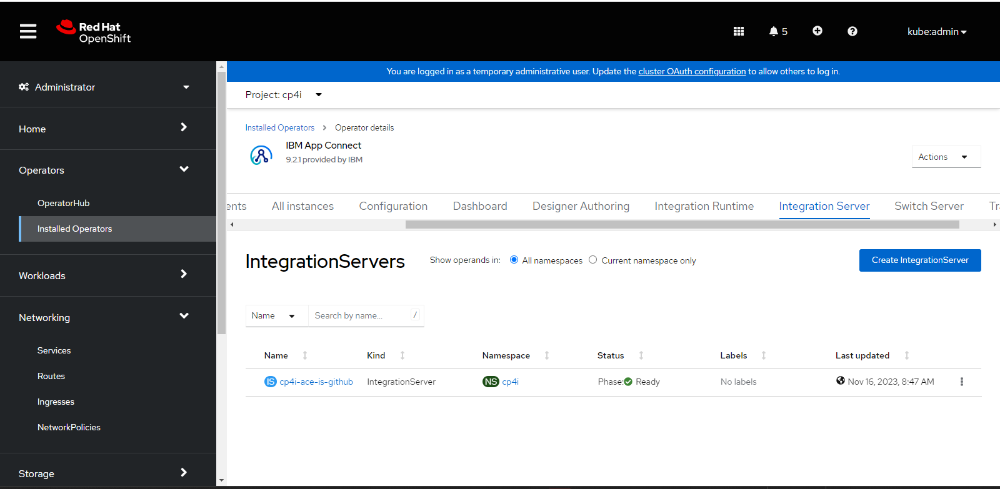 Red Hat
OpenShift
5
kube:admin
You are logged in as a temporary administrative user. Update the cluster OAuth configuration to allow others to log in.
Administrator
Home
Operators
OperatorHub
Installed Operators
Workloads
Networking
Services
Routes
Ingresses
NetworkPolicies
Storage
Project: cp4i
Installed Operators > Operator details
IBM App Connect
9.2.1 provided by IBM
Actions
ents All instances Configuration Dashboard Designer Authoring Integration Runtime Integration Server Switch Server Tr
IntegrationServers
Show operands in: All namespaces Current namespace only
Create IntegrationServer
Name Search by name... /
Name Kind Namespace Status Labels Last updated
IS cp4i-ace-is-github IntegrationServer NS cp4i Phase: Ready No labels Nov 16, 2023, 8:47 AM